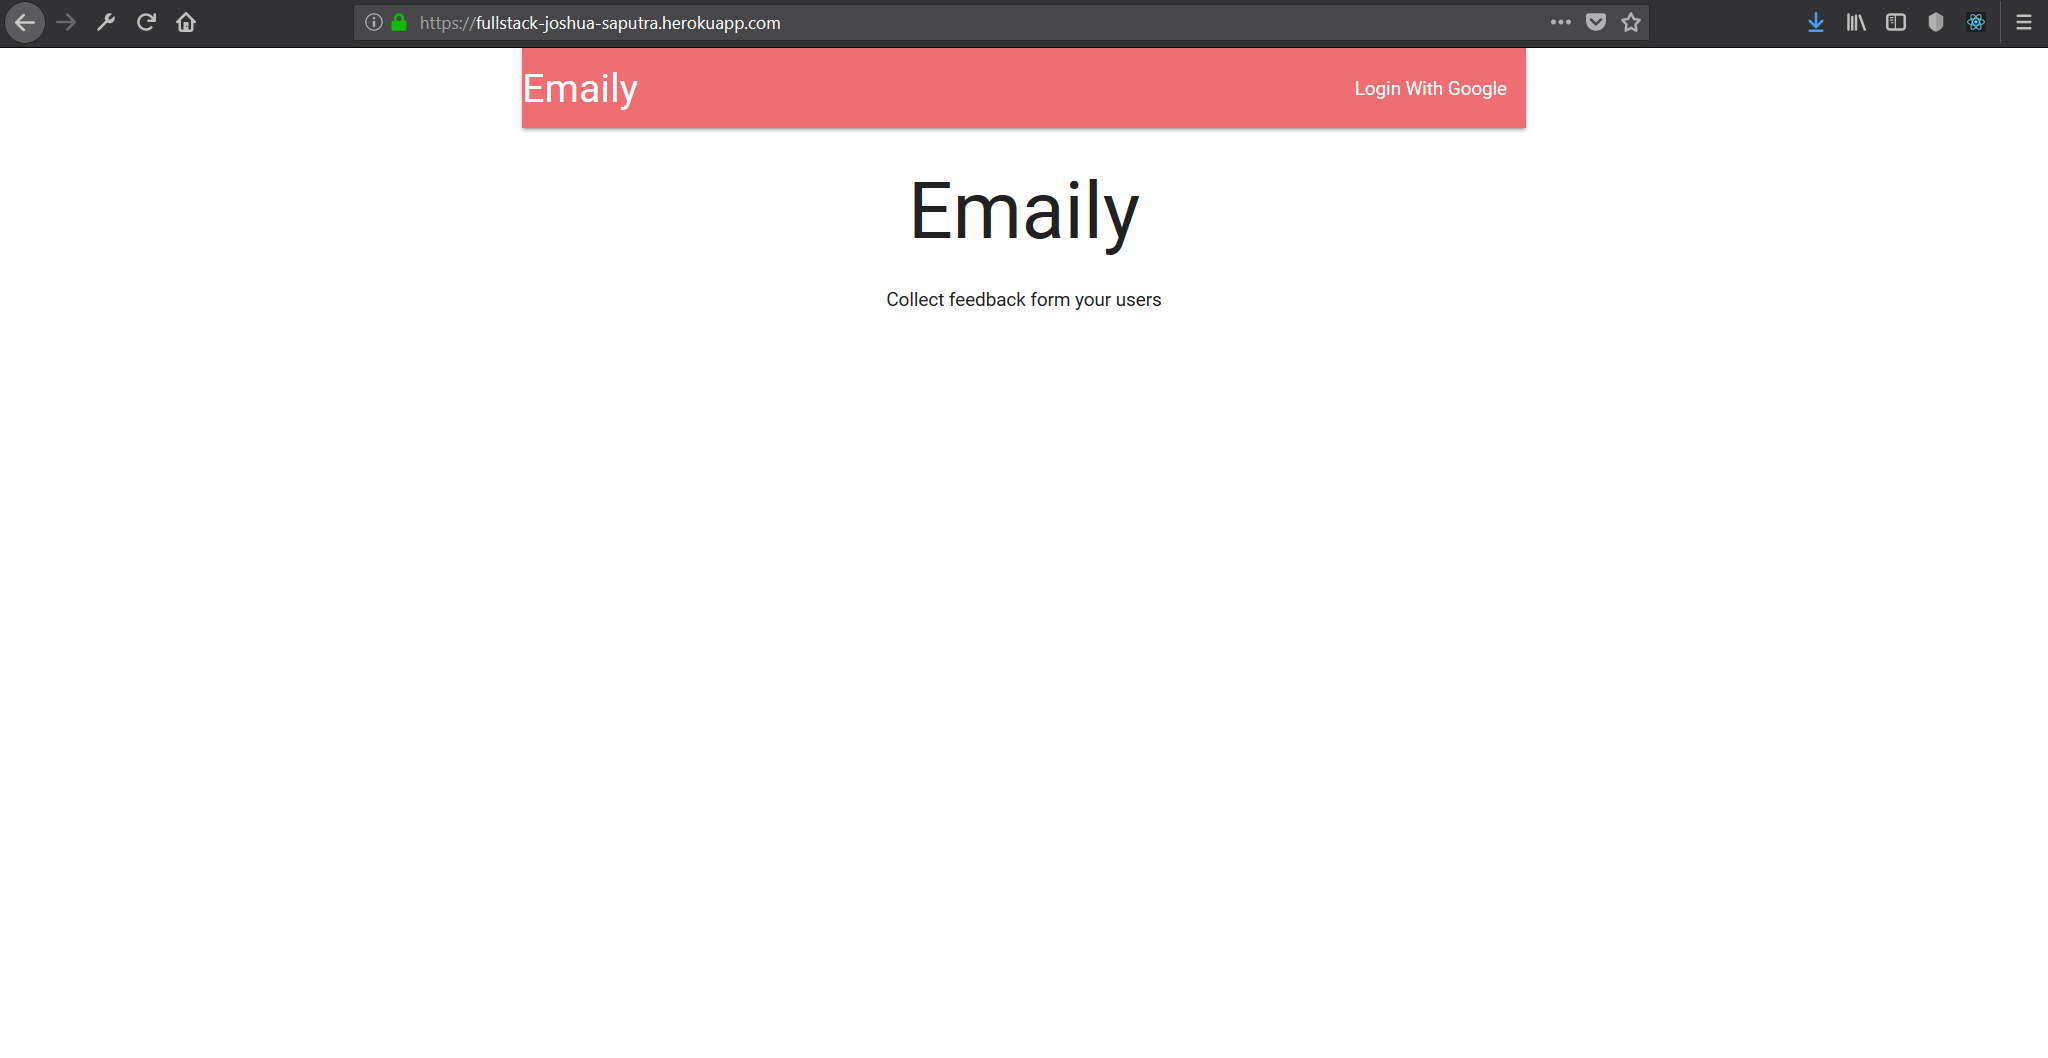 https://fullstack-joshua-saputra.herokuapp.com
Emaily
Login With Google
Emaily
Collect feedback form your users